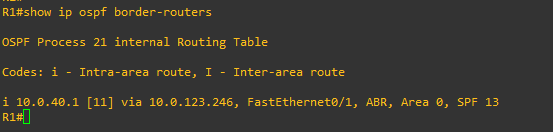 R1#show ip ospf border-routers
OSPF Process 21 internal Routing Table
Codes: i - Intra-area route, I - Inter-area route
i 10.0.40.1 [11] via 10.0.123.246, FastEthernet0/1, ABR, Area 0, SPF 13
R1#